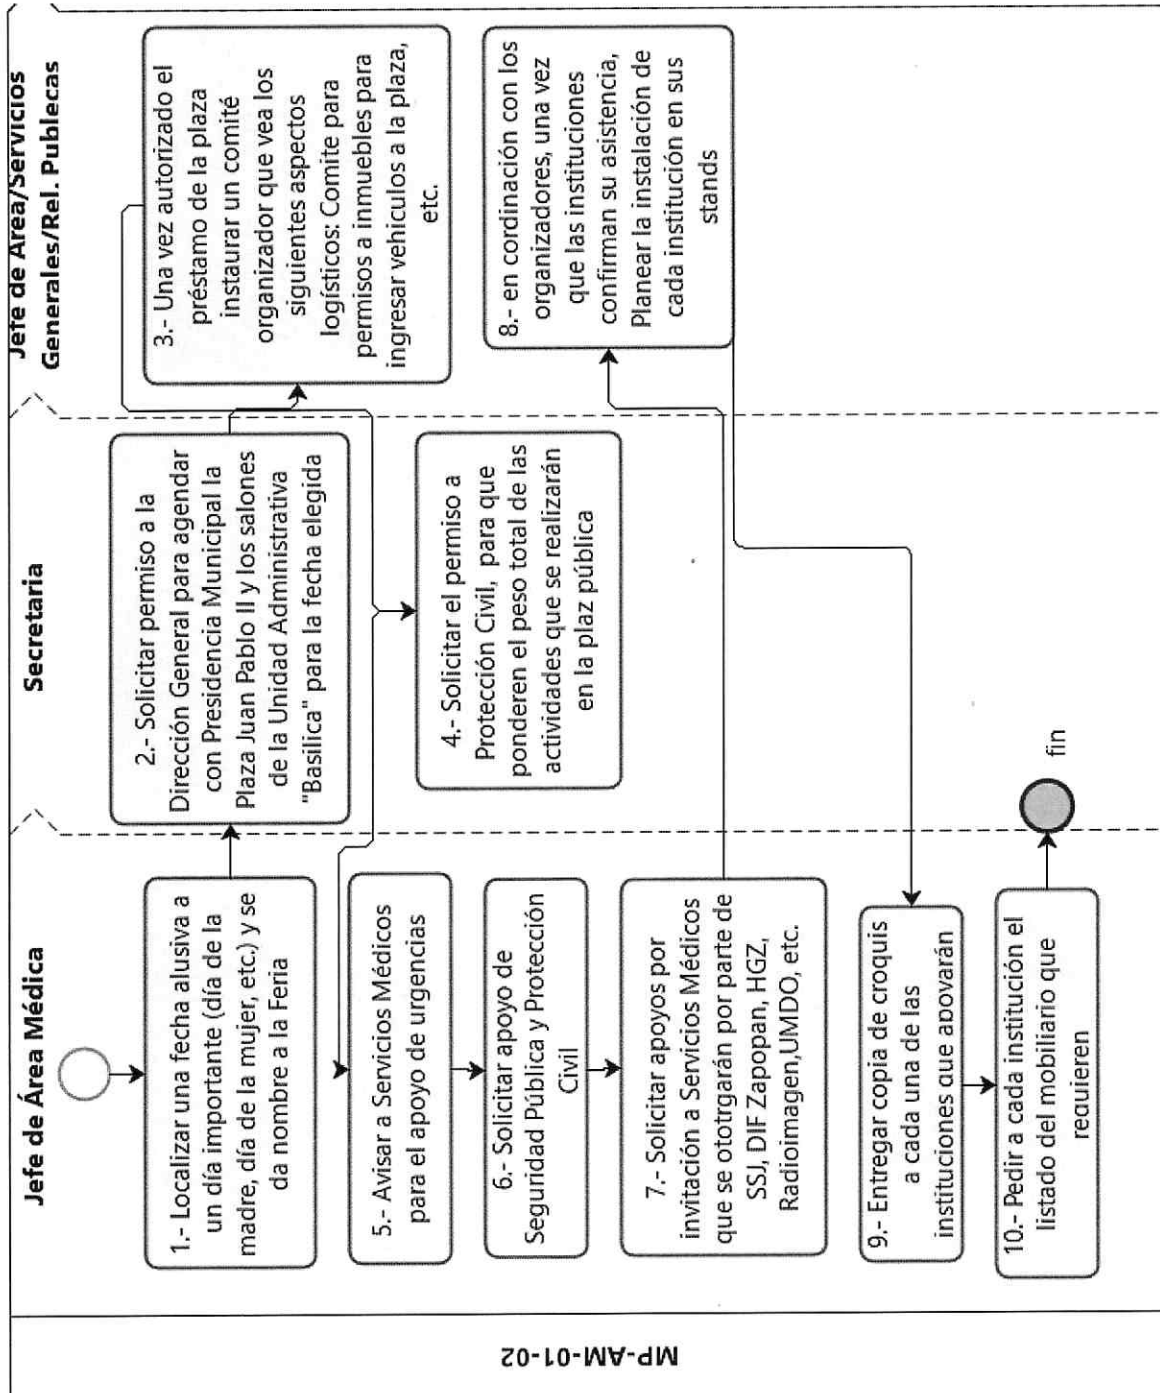 MP-AM-01-02
Jefe de Área Médica
1.- Localizar una fecha alusiva a
un día importante (día de la
madre, día de la mujer, etc.) y se
da nombre a la Feria
5.- Avisar a Servicios Médicos
para el apoyo de urgencias
6.- Solicitar apoyo de
Seguridad Pública y Protección
Civil
7.- Solicitar apoyos por
invitación a Servicios Médicos
que se ototrgarán por parte de
SSJ, DIF Zapopan, HGZ,
Radioimagen,UMDO, etc.
9.- Entregar copia de croquis
a cada una de las
instituciones que apoyarán
10.- Pedir a cada institución el
listado del mobiliario que
requieren
Secretaria
2.- Solicitar permiso a la
Dirección General para agendar
con Presidencia Municipal la
Plaza Juan Pablo II y los salones
de la Unidad Administrativa
"Basilica" para la fecha elegida
4.- Solicitar el permiso a
Protección Civil, para que
ponderen el peso total de las
actividades que se realizarán
en la plaz pública
fin
Jefe de Area/Servicios
Generales/Rel. Publecas
3.- Una vez autorizado el
préstamo de la plaza
instaurar un comité
organizador que vea los
siguientes aspectos
logísticos: Comite para
permisos a inmuebles para
ingresar vehiculos a la plaza,
etc.
8.- en cordinación con los
organizadores, una vez
que las instituciones
confirman su asistencia,
Planear la instalación de
cada institución en sus
stands